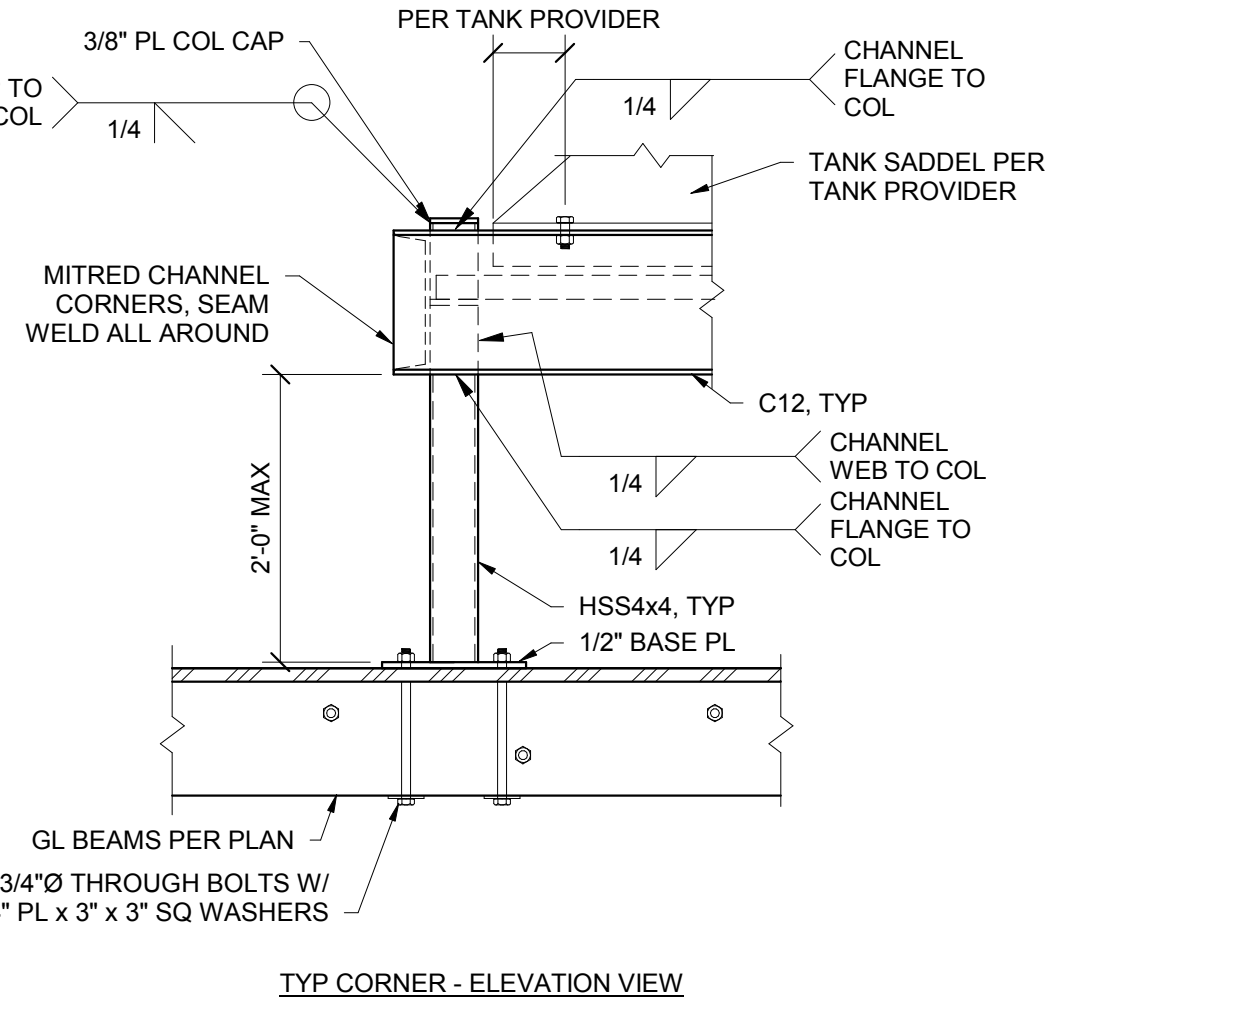 PER TANK PROVIDER
3/8" PL COL CAP
CHANNEL
FLANGE TO
COL
1/4
TO
COL
1/4
TANK SADDEL PER
TANK PROVIDER
MITRED CHANNEL
CORNERS, SEAM
WELD ALL AROUND
C12, TYP
CHANNEL
WEB TO COL
1/4
CHANNEL
FLANGE TO
COL
1/4
2'-0" MAX
HSS4x4, TYP
1/2" BASE PL
GL BEAMS PER PLAN
3/4"Ø THROUGH BOLTS W/
" PL x 3" x 3" SQ WASHERS
TYP CORNER - ELEVATION VIEW